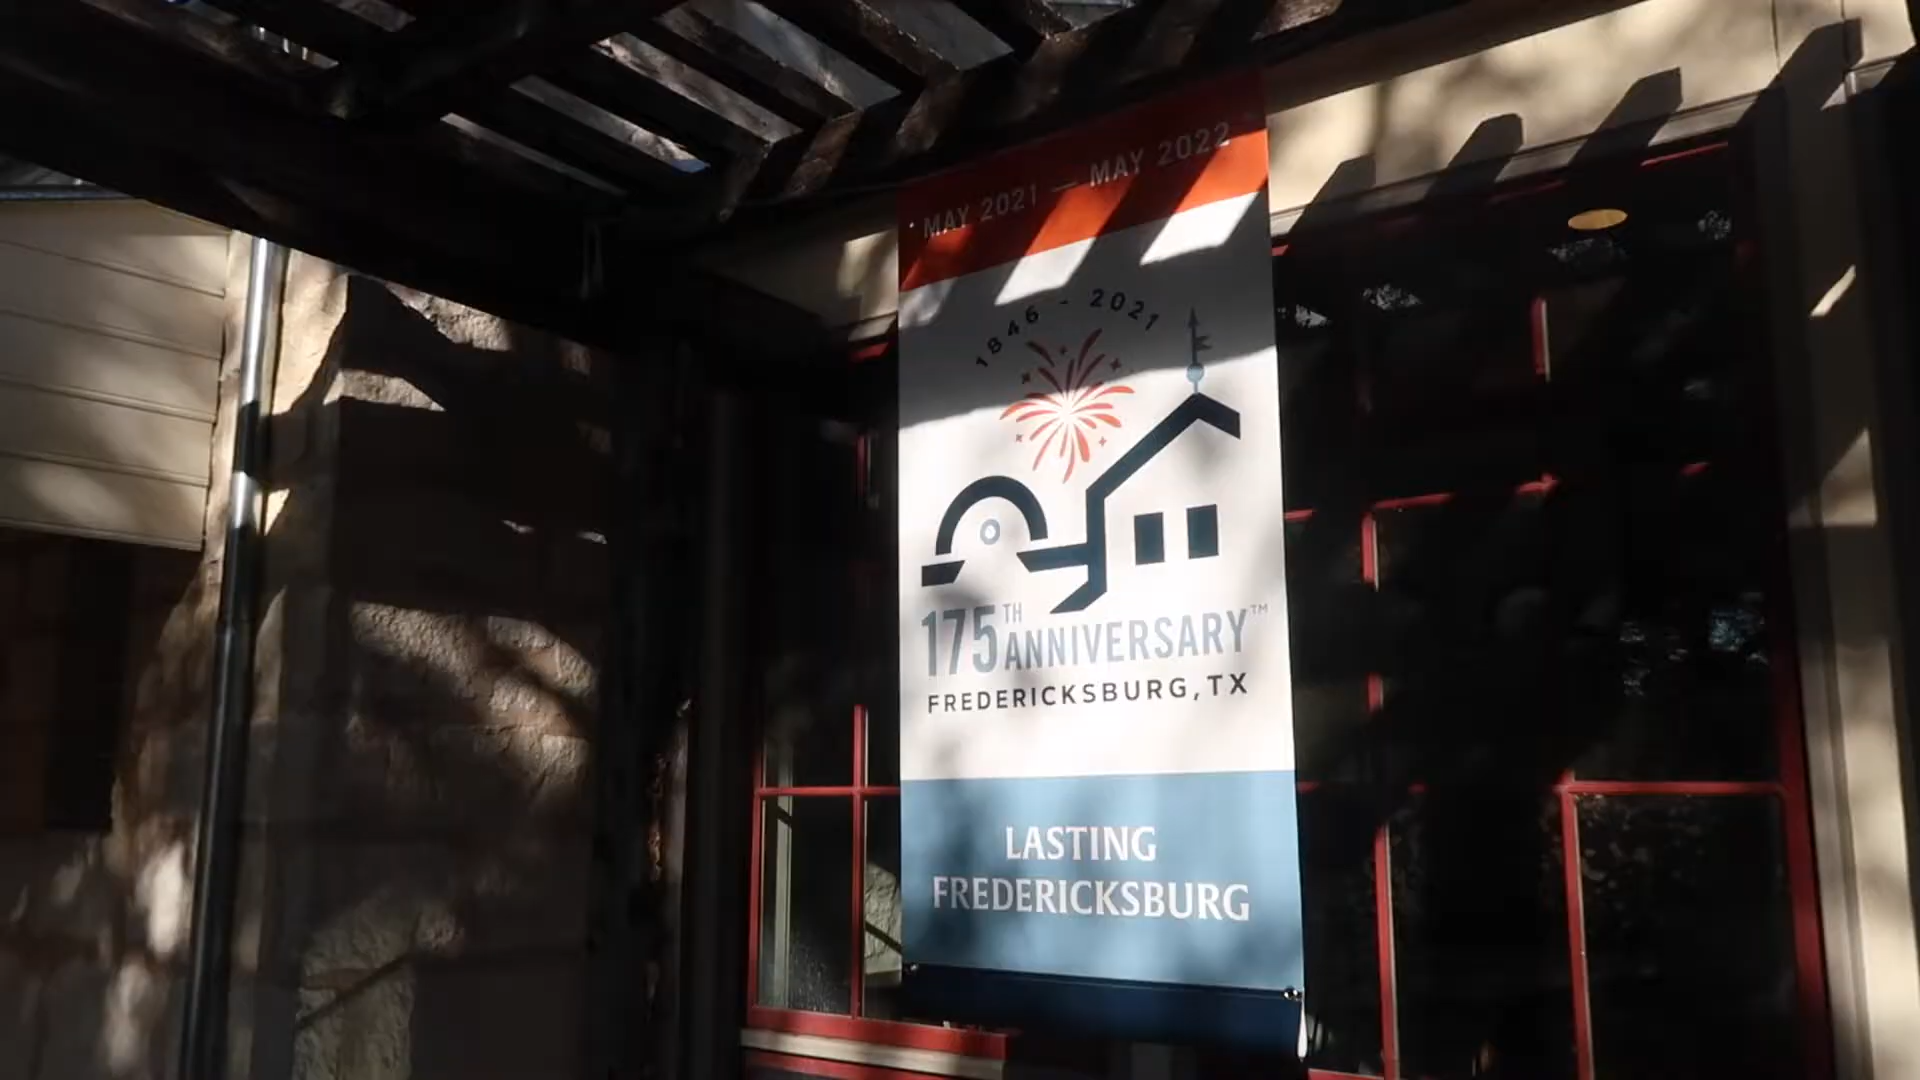 MAY 2021 — MAY 2022
1846 - 2021
175TH ANNIVERSARY™
FREDERICKSBURG, TX
LASTING
FREDERICKSBURG